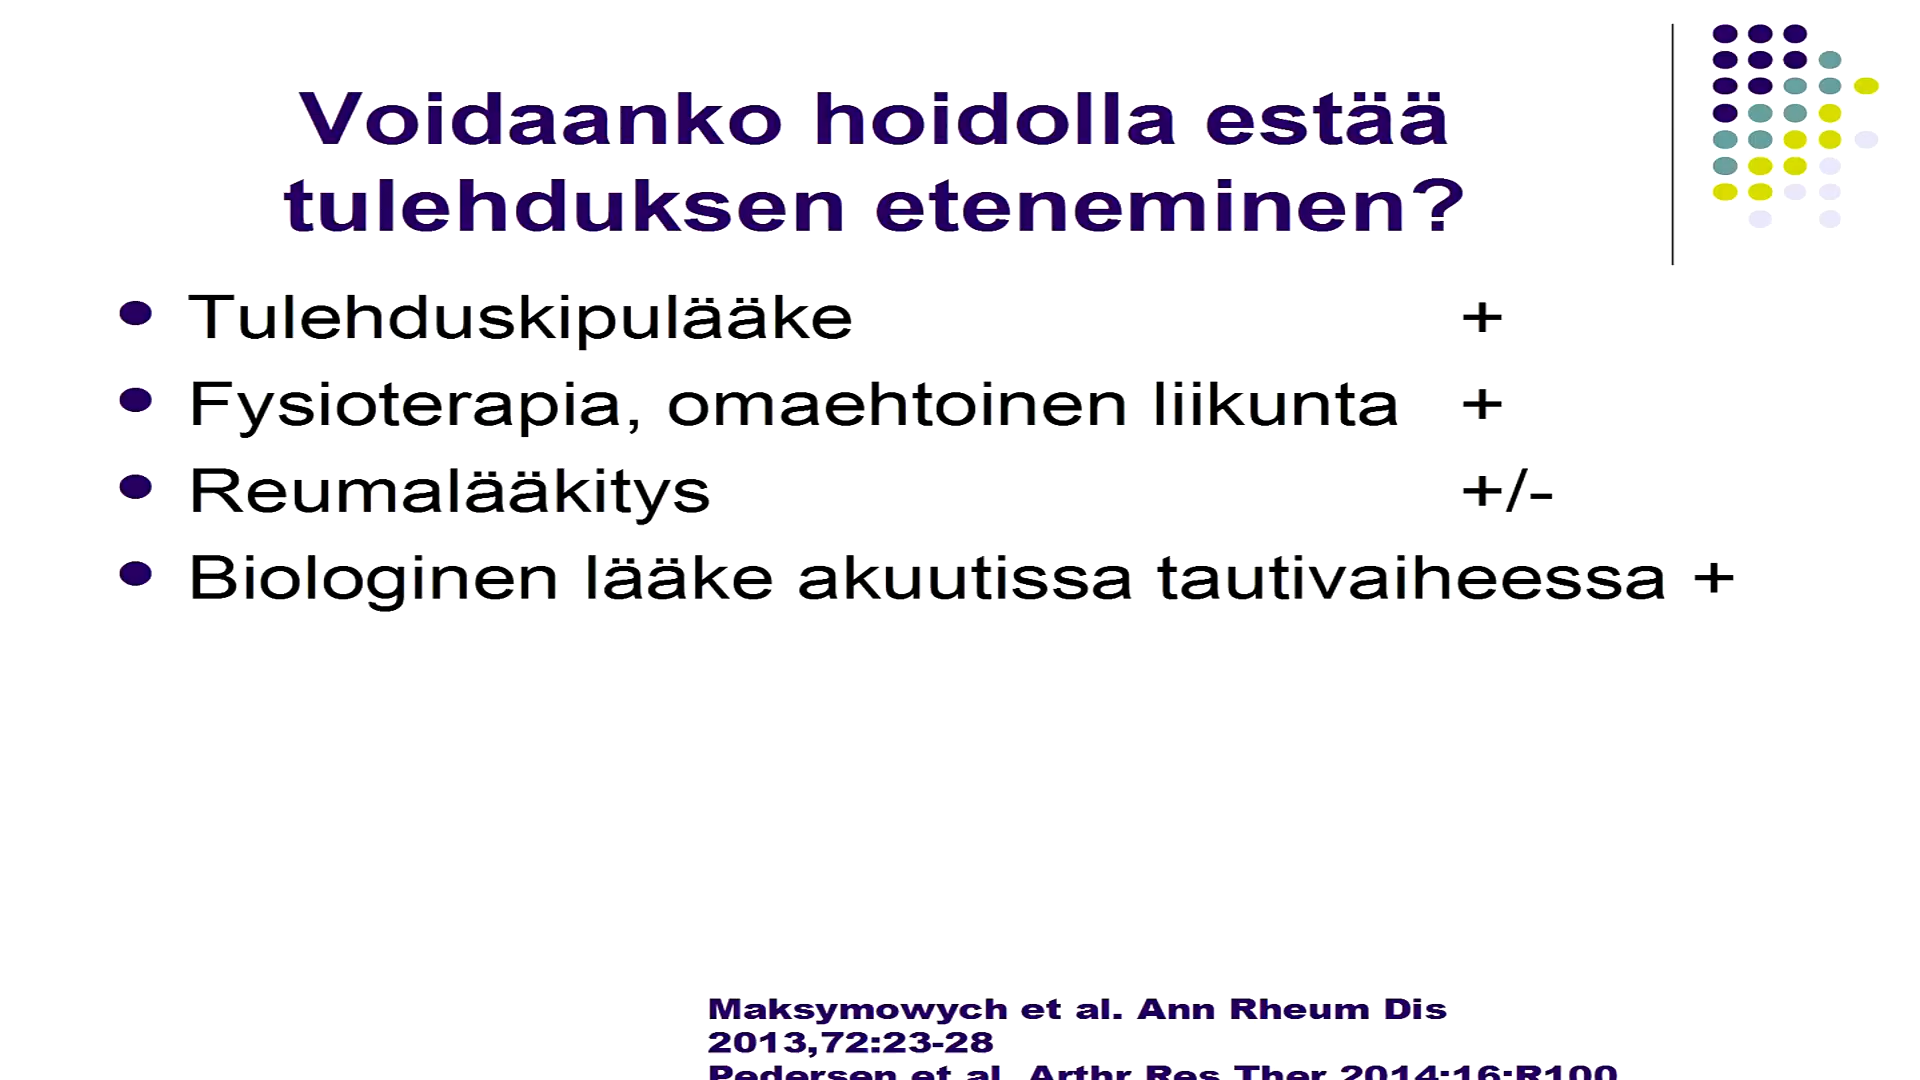 Voidaanko hoidolla estää
tulehduksen eteneminen?
Tulehduskipulääke +
Fysioterapia, omaehtoinen liikunta +
Reumalääkitys +/-
Biologinen lääke akuutissa tautivaiheessa +
Maksymowych et al. Ann Rheum Dis
2013,72:23-28
Pedersen et al. Arthr Res Ther 2014;16:R100